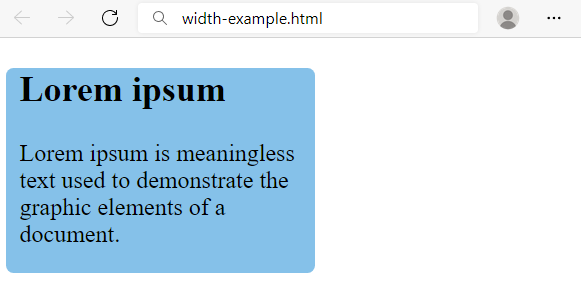 width-example.html
Lorem ipsum
Lorem ipsum is meaningless
text used to demonstrate the
graphic elements of a
document.